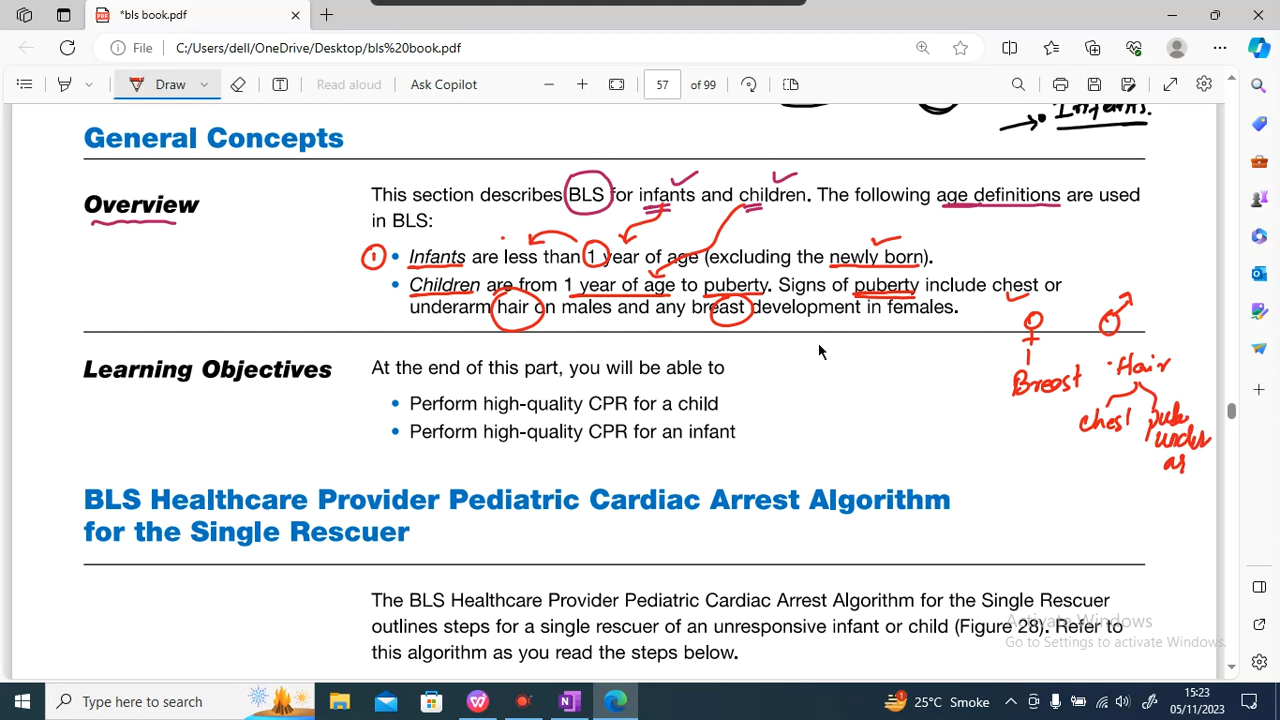 *bls book.pdf
File C:/Users/dell/OneDrive/Desktop/bls%20book.pdf
Draw Read aloud Ask Copilot 57 of 99
Infants.
General Concepts
Overview
This section describes BLS for infants and children. The following age definitions are used
in BLS:
1 • Infants are less than 1 year of age (excluding the newly born).
• Children are from 1 year of age to puberty. Signs of puberty include chest or
underarm hair on males and any breast development in females.
Breast
Hair
chest
under
Learning Objectives
At the end of this part, you will be able to
• Perform high-quality CPR for a child
• Perform high-quality CPR for an infant
BLS Healthcare Provider Pediatric Cardiac Arrest Algorithm
for the Single Rescuer
The BLS Healthcare Provider Pediatric Cardiac Arrest Algorithm for the Single Rescuer
outlines steps for a single rescuer of an unresponsive infant or child (Figure 28). Refer to
this algorithm as you read the steps below.
Activate Windows
Go to Settings to activate Windows.
Type here to search
25°C Smoke
15:23
05/11/2023